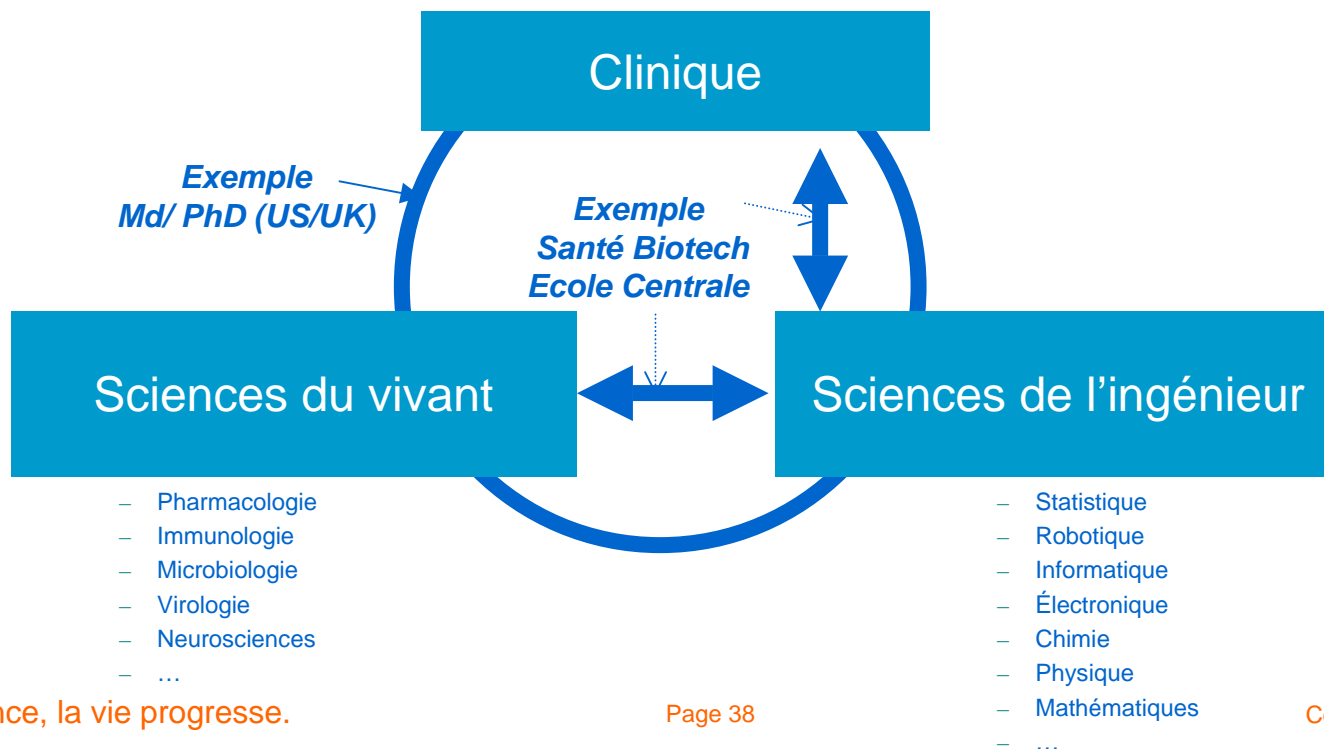 Clinique
Exemple
Md/ PhD (US/UK)
Exemple
Santé Biotech
Ecole Centrale
Sciences du vivant
Sciences de l’ingénieur
– Pharmacologie
– Immunologie
– Microbiologie
– Virologie
– Neurosciences
– …
– Statistique
– Robotique
– Informatique
– Électronique
– Chimie
– Physique
– Mathématiques
– …
la vie progresse.
Page 38